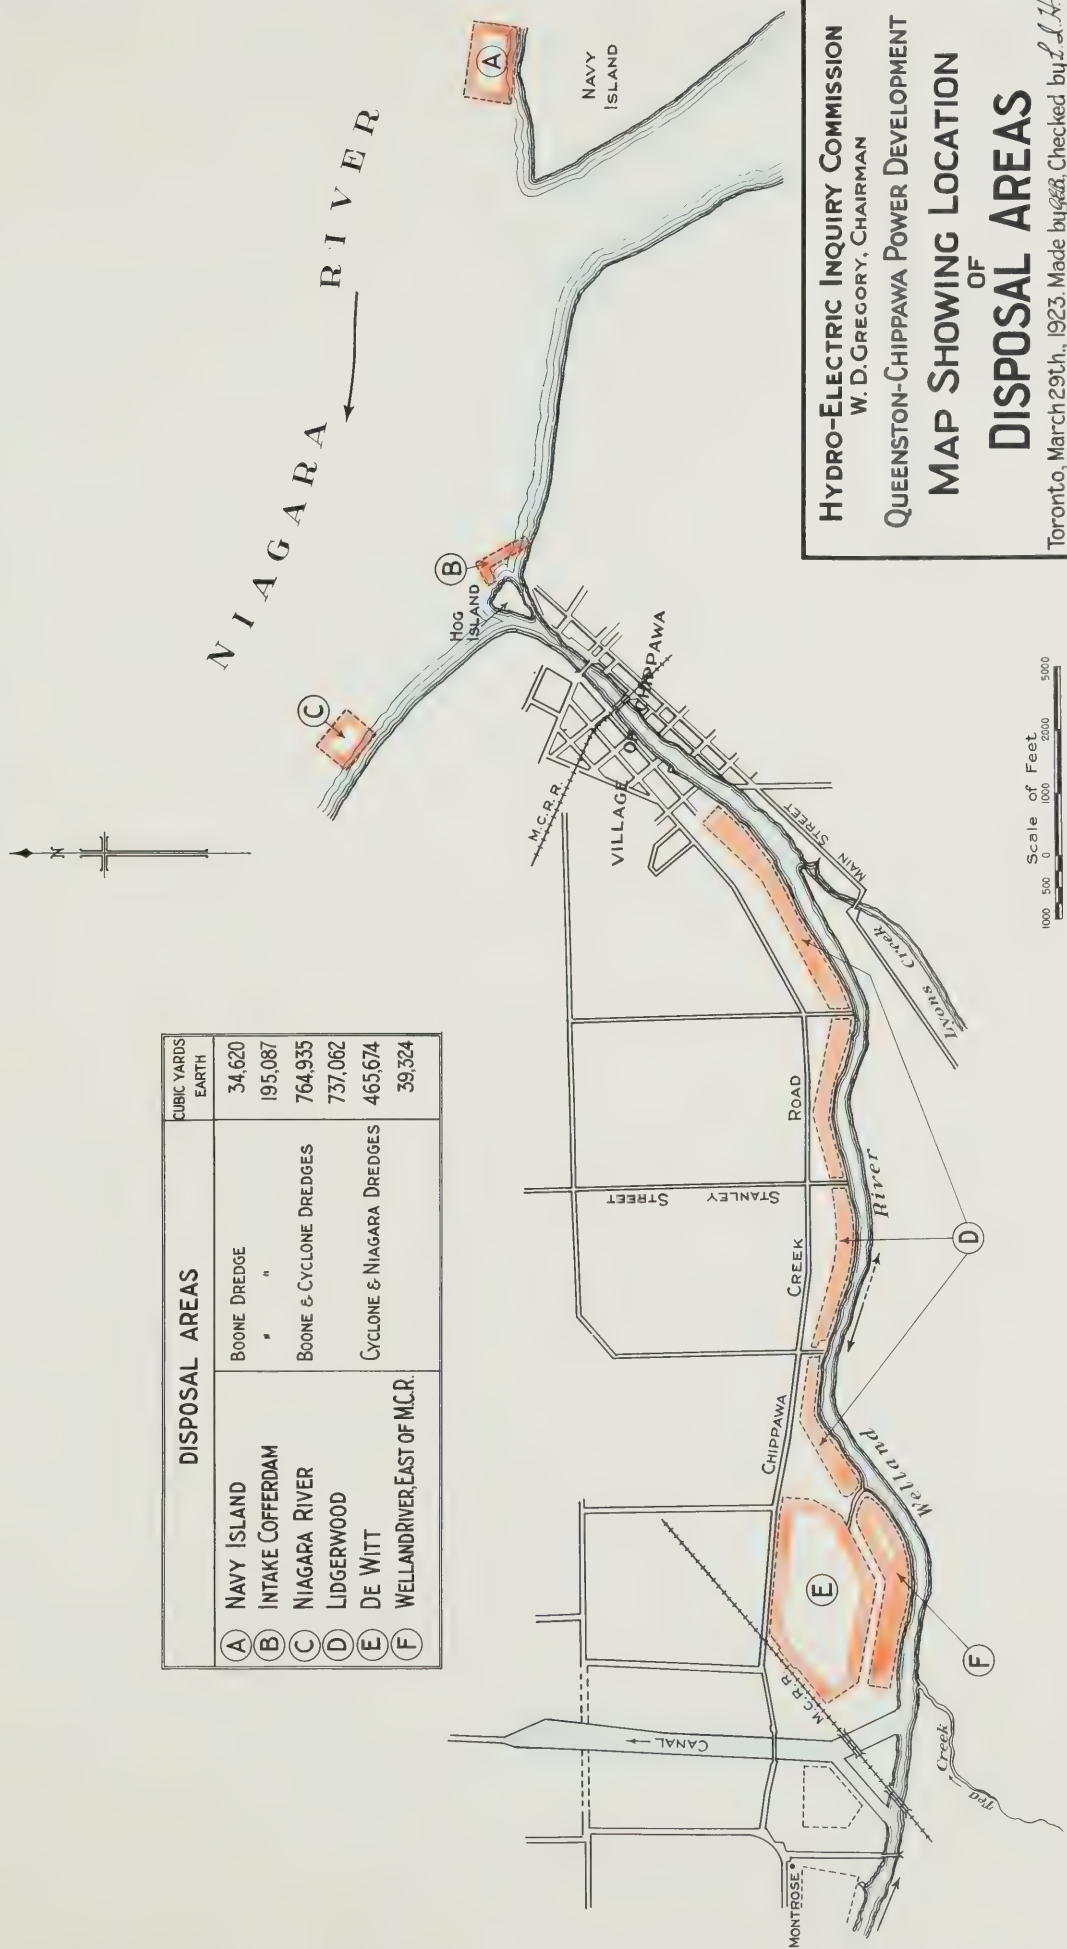 NIAGARA RIVER
N
A
NAVY
ISLAND
B
HOG
ISLAND
C
DISPOSAL AREAS
CUBIC YARDS
EARTH
A NAVY ISLAND BOONE DREDGE 34,620
B INTAKE COFFERDAM " " 195,087
C NIAGARA RIVER BOONE & CYCLONE DREDGES 764,935
D LIDGERWOOD 737,062
E DE WITT CYCLONE & NIAGARA DREDGES 465,674
F WELLAND RIVER, EAST OF M.C.R. 39,324
M.C.R.R.
VILLAGE OF CHIPPAWA
MAIN STREET
Lyons Creek
STANLEY STREET
CHIPPAWA CREEK ROAD
Welland River
D
E
F
M.C.R.R.
CANAL
MONTROSE
Tea Creek
Scale of Feet
1000 500 0 1000 2000 5000
HYDRO-ELECTRIC INQUIRY COMMISSION
W. D. GREGORY, CHAIRMAN
QUEENSTON-CHIPPAWA POWER DEVELOPMENT
MAP SHOWING LOCATION
OF
DISPOSAL AREAS
Toronto, March 29th., 1923. Made by Checked by L.J.H.